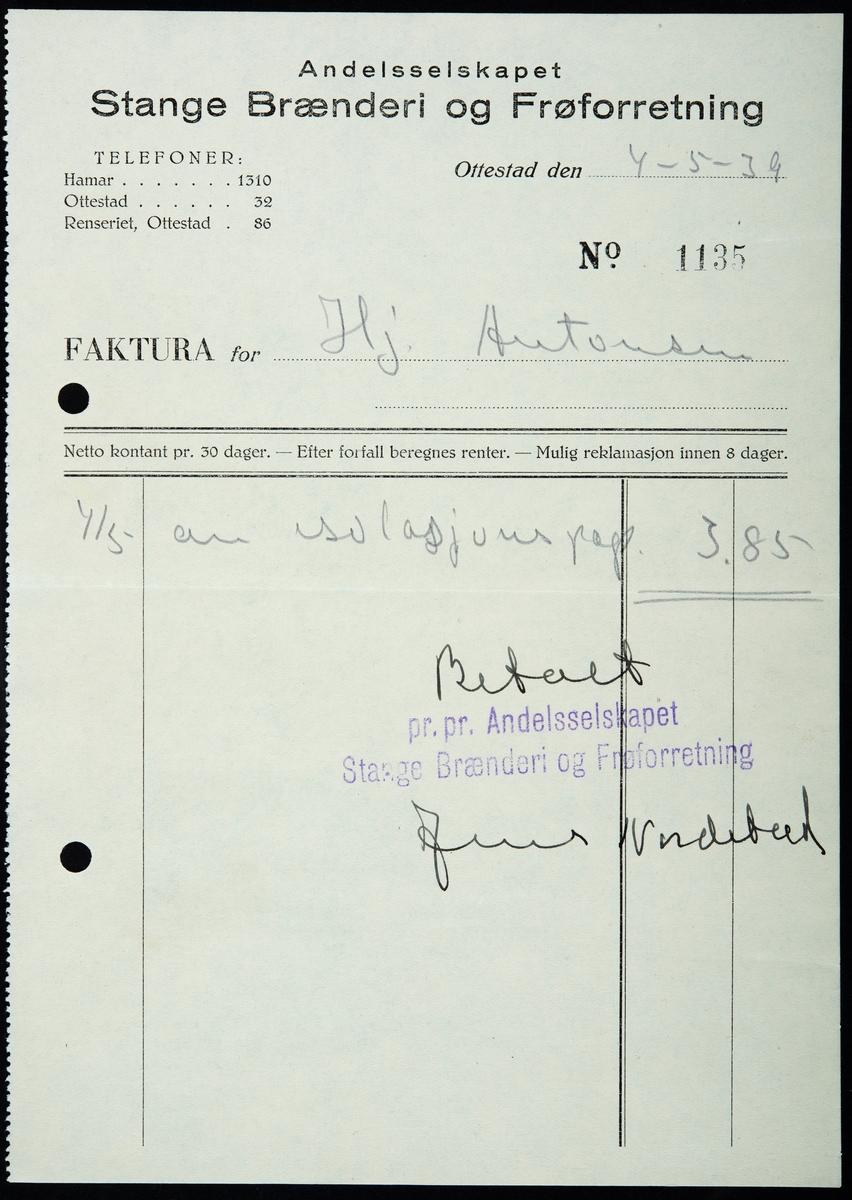 Andelsselskapet
Stange Brænderi og Frøforretning
TELEFONER:
Hamar . . . . . . . 1310
Ottestad . . . . . . 32
Renseriet, Ottestad . 86
Ottestad den 4-5-39
Nº 1135
FAKTURA for Hj. Antonsen
Netto kontant pr. 30 dager. — Efter forfall beregnes renter. — Mulig reklamasjon innen 8 dager.
4/5 an isolasjonspap. 3.85
Betalt
pr. pr. Andelsselskapet
Stange Brænderi og Frøforretning
Jens